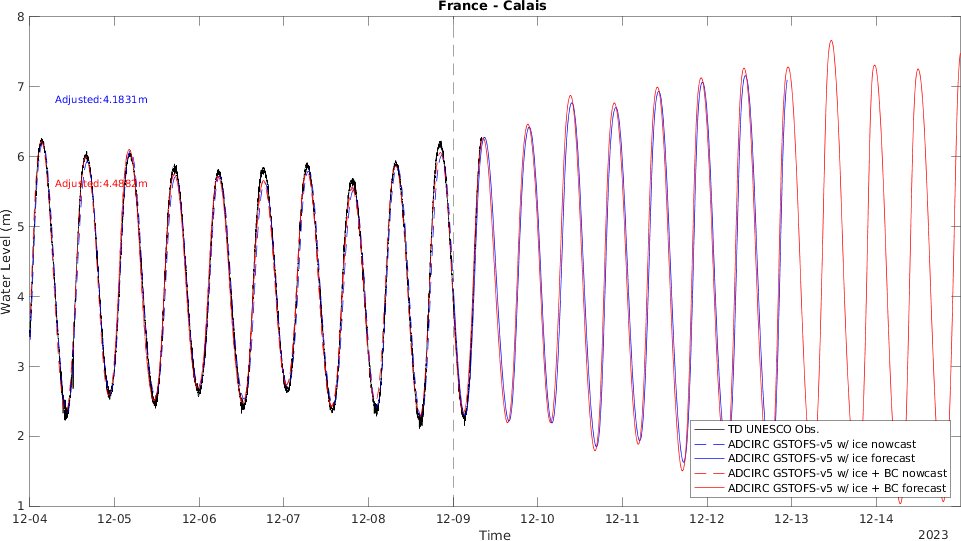 France - Calais
8
7
6
5
4
3
2
1
Water Level (m)
Adjusted:4.1831m
Adjusted:4.4882m
TD UNESCO Obs.
ADCIRC GSTOFS-v5 w/ ice nowcast
ADCIRC GSTOFS-v5 w/ ice forecast
ADCIRC GSTOFS-v5 w/ ice + BC nowcast
ADCIRC GSTOFS-v5 w/ ice + BC forecast
12-04 12-05 12-06 12-07 12-08 12-09 12-10 12-11 12-12 12-13 12-14
Time
2023